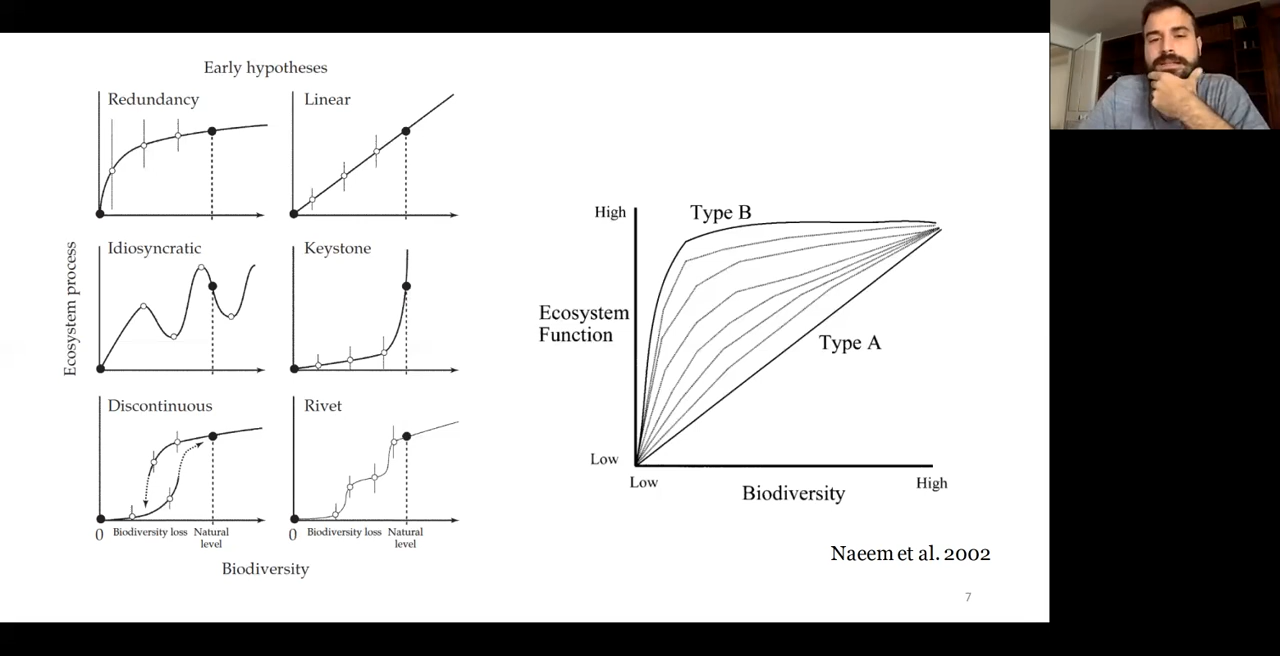 Early hypotheses
Redundancy
Linear
Idiosyncratic
Keystone
Discontinuous
Rivet
Ecosystem process
0
Biodiversity loss
Natural
level
0
Biodiversity loss
Natural
level
Biodiversity
High
Type B
Ecosystem
Function
Type A
Low
Low
High
Biodiversity
Naeem et al. 2002
7